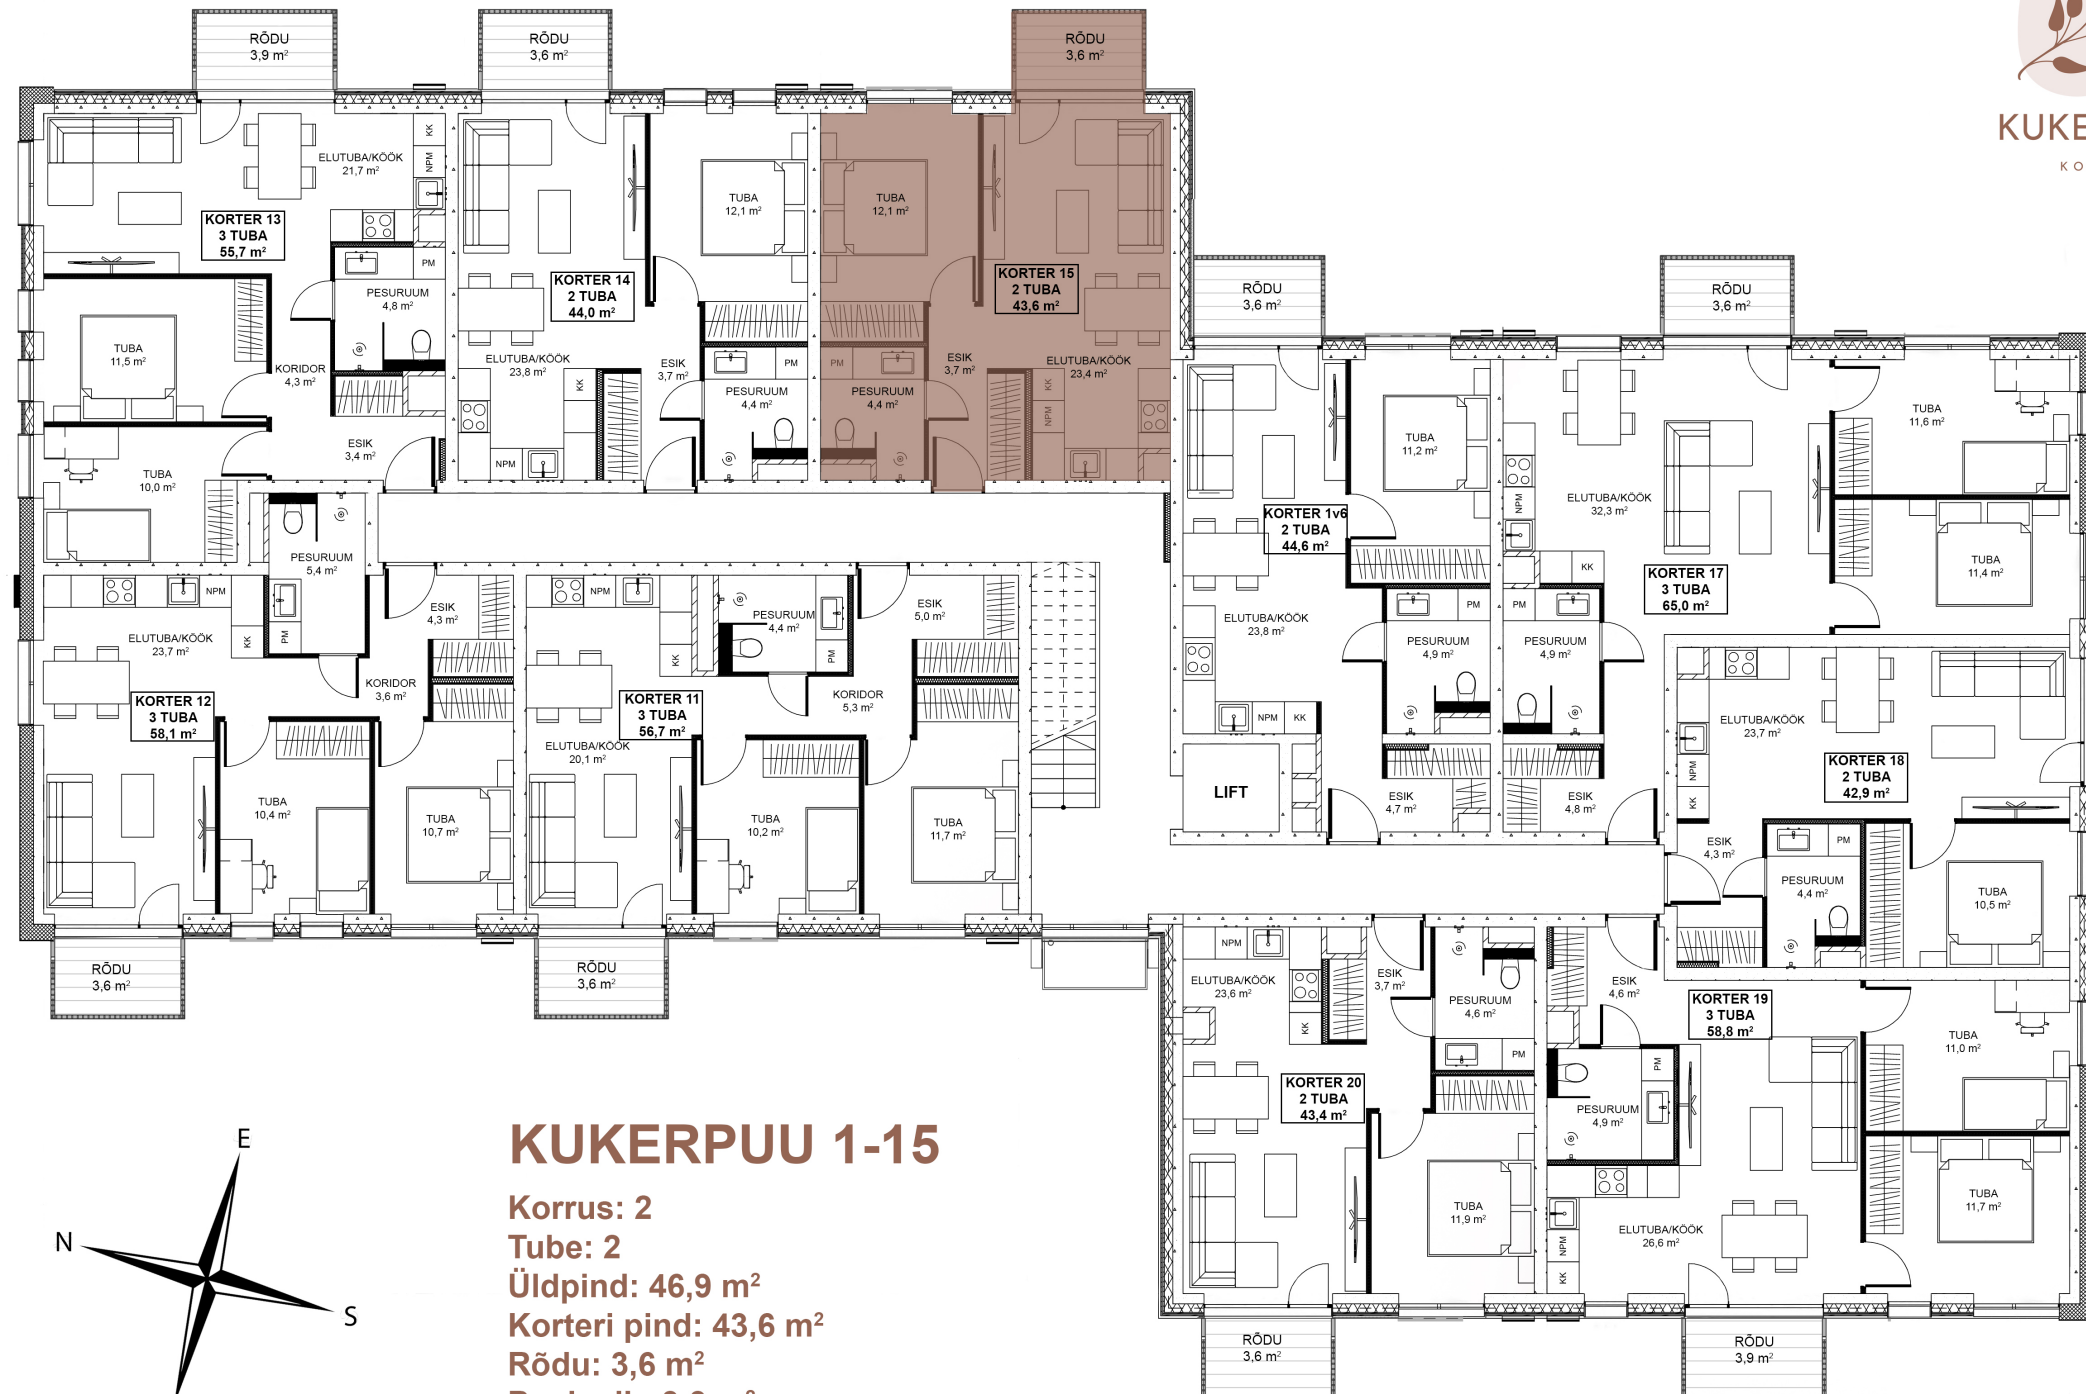 RÕDU
3,9 m²
RÕDU
3,6 m²
RÕDU
3,6 m²
KO
ELUTUBA/KÖÖK
21,7 m²
KK
NPM
KORTER 13
3 TUBA
55,7 m²
PESURUUM
4,8 m²
PM
TUBA
11,5 m²
KORIDOR
4,3 m²
ESIK
3,4 m²
TUBA
10,0 m²
KORTER 14
2 TUBA
44,0 m²
TUBA
12,1 m²
ELUTUBA/KÖÖK
23,8 m²
KK
NPM
ESIK
3,7 m²
PM
PESURUUM
4,4 m²
TUBA
12,1 m²
KORTER 15
2 TUBA
43,6 m²
PM
PESURUUM
4,4 m²
ESIK
3,7 m²
ELUTUBA/KÖÖK
23,4 m²
KK
NPM
RÕDU
3,6 m²
RÕDU
3,6 m²
TUBA
11,2 m²
KORTER 1v6
2 TUBA
44,6 m²
ELUTUBA/KÖÖK
23,8 m²
PM
PESURUUM
4,9 m²
NPM
KK
LIFT
ESIK
4,7 m²
TUBA
11,6 m²
ELUTUBA/KÖÖK
32,3 m²
NPM
KK
KORTER 17
3 TUBA
65,0 m²
TUBA
11,4 m²
PM
PESURUUM
4,9 m²
ESIK
4,8 m²
ELUTUBA/KÖÖK
23,7 m²
KORTER 18
2 TUBA
42,9 m²
NPM
KK
ESIK
4,3 m²
PM
PESURUUM
4,4 m²
TUBA
10,5 m²
PESURUUM
5,4 m²
PM
NPM
ELUTUBA/KÖÖK
23,7 m²
KK
ESIK
4,3 m²
KORIDOR
3,6 m²
KORTER 12
3 TUBA
58,1 m²
TUBA
10,4 m²
TUBA
10,7 m²
RÕDU
3,6 m²
NPM
KK
PESURUUM
4,4 m²
PM
ESIK
5,0 m²
KORIDOR
5,3 m²
KORTER 11
3 TUBA
56,7 m²
ELUTUBA/KÖÖK
20,1 m²
TUBA
10,2 m²
TUBA
11,7 m²
RÕDU
3,6 m²
NPM
ELUTUBA/KÖÖK
23,6 m²
KK
ESIK
3,7 m²
PESURUUM
4,6 m²
PM
KORTER 20
2 TUBA
43,4 m²
TUBA
11,9 m²
RÕDU
3,6 m²
ESIK
4,6 m²
KORTER 19
3 TUBA
58,8 m²
TUBA
11,0 m²
PM
PESURUUM
4,9 m²
NPM
KK
ELUTUBA/KÖÖK
26,6 m²
TUBA
11,7 m²
RÕDU
3,9 m²
E
N
S
KUKERPUU 1-15
Korrus: 2
Tube: 2
Üldpind: 46,9 m²
Korteri pind: 43,6 m²
Rõdu: 3,6 m²